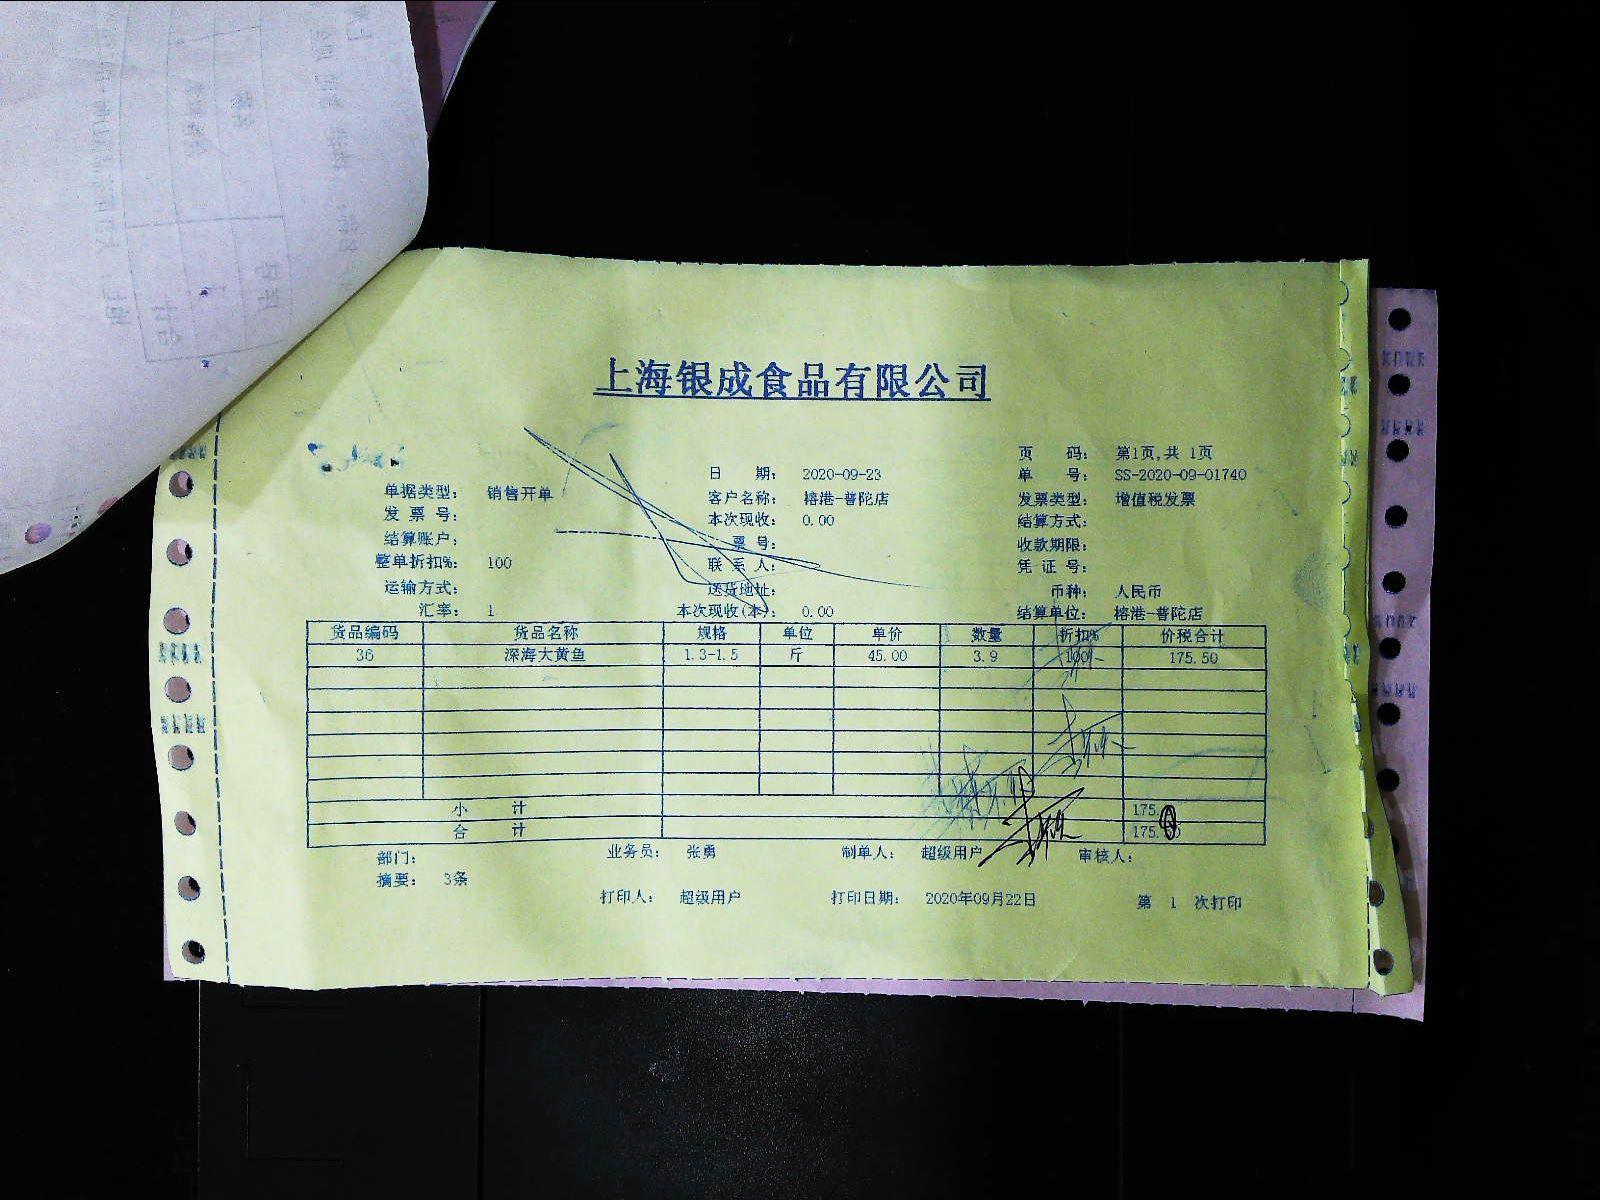 上海银成食品有限公司
页 码: 第1页,共 1页
日 期: 2020-09-23 单 号: SS-2020-09-01740
单据类型: 销售开单 客户名称: 榕港-普陀店 发票类型: 增值税发票
发 票 号: 本次现收: 0.00 结算方式:
结算账户: 票 号: 收款期限:
整单折扣%: 100 联 系 人: 凭 证 号:
运输方式: 送货地址: 币种: 人民币
汇率: 1 本次现收(本): 0.00 结算单位: 榕港-普陀店
货品编码 货品名称 规格 单位 单价 数量 折扣% 价税合计
36 深海大黄鱼 1.3-1.5 斤 45.00 3.9 100 175.50
小 计 175.
合 计 175.
部门: 业务员: 张勇 制单人: 超级用户 审核人:
摘要: 3条
打印人: 超级用户 打印日期: 2020年09月22日 第 1 次打印